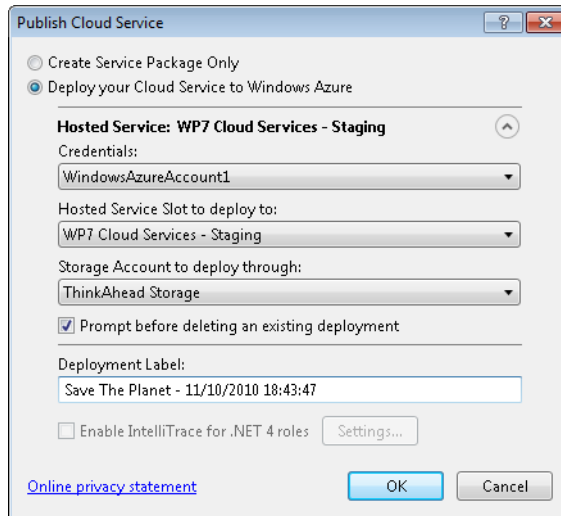 Publish Cloud Service
Create Service Package Only
Deploy your Cloud Service to Windows Azure
Hosted Service: WP7 Cloud Services - Staging
Credentials:
WindowsAzureAccount1
Hosted Service Slot to deploy to:
WP7 Cloud Services - Staging
Storage Account to deploy through:
ThinkAhead Storage
Prompt before deleting an existing deployment
Deployment Label:
Save The Planet - 11/10/2010 18:43:47
Enable IntelliTrace for .NET 4 roles Settings...
Online privacy statement OK Cancel